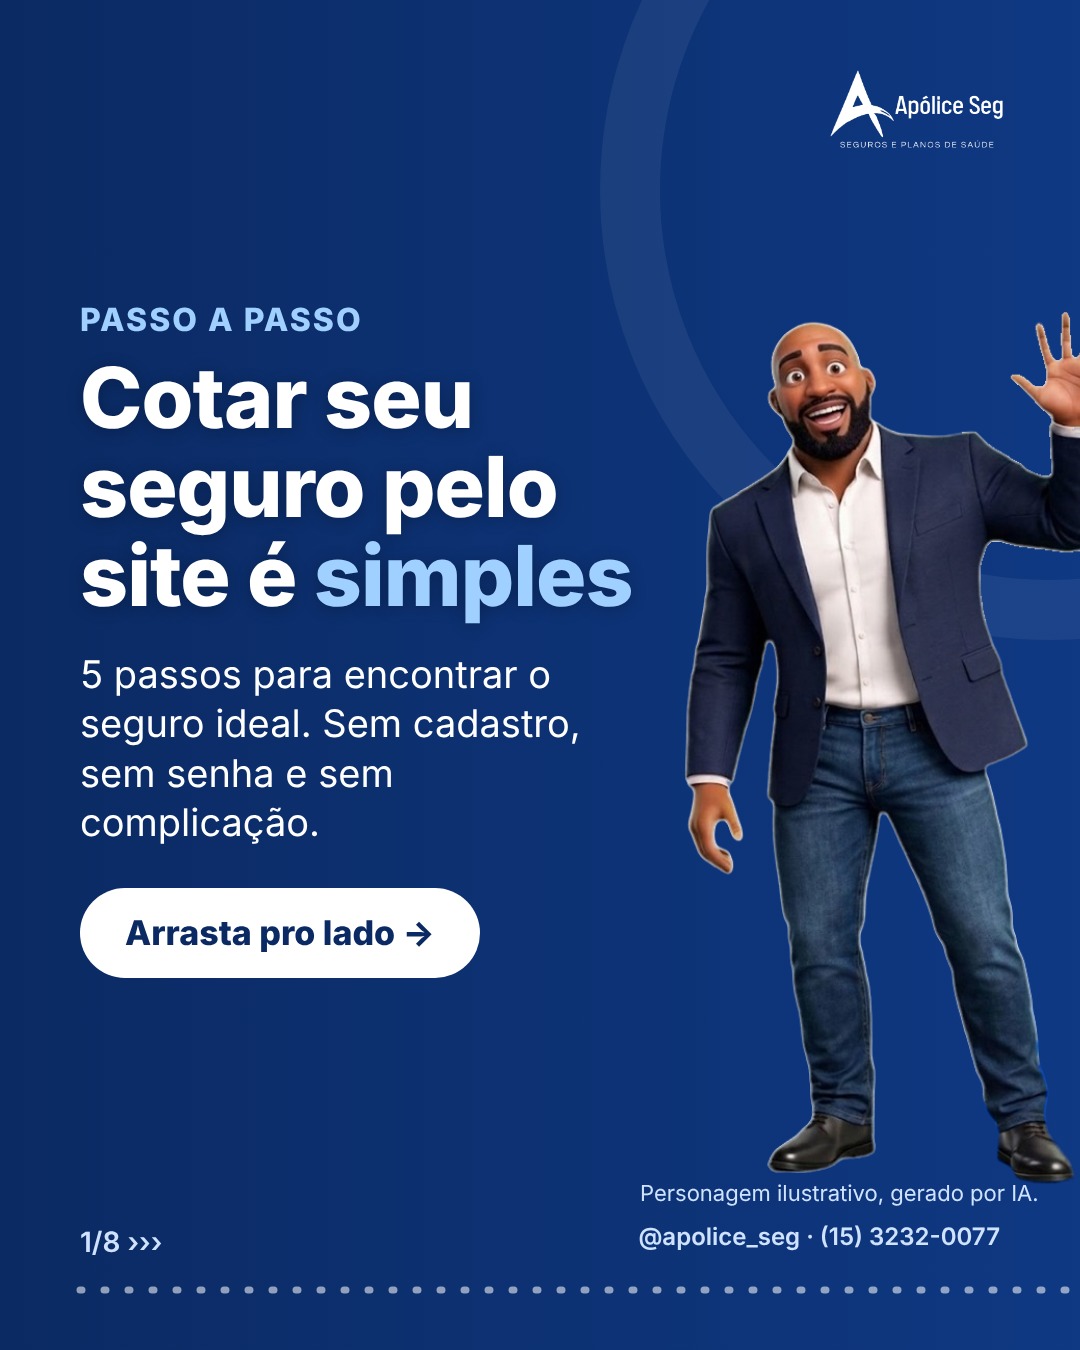 Apólice Seg
SEGUROS E PLANOS DE SAÚDE
PASSO A PASSO
Cotar seu
seguro pelo
site é simples
5 passos para encontrar o
seguro ideal. Sem cadastro,
sem senha e sem
complicação.
Arrasta pro lado →
Personagem ilustrativo, gerado por IA.
1/8 ›››
@apolice_seg · (15) 3232-0077